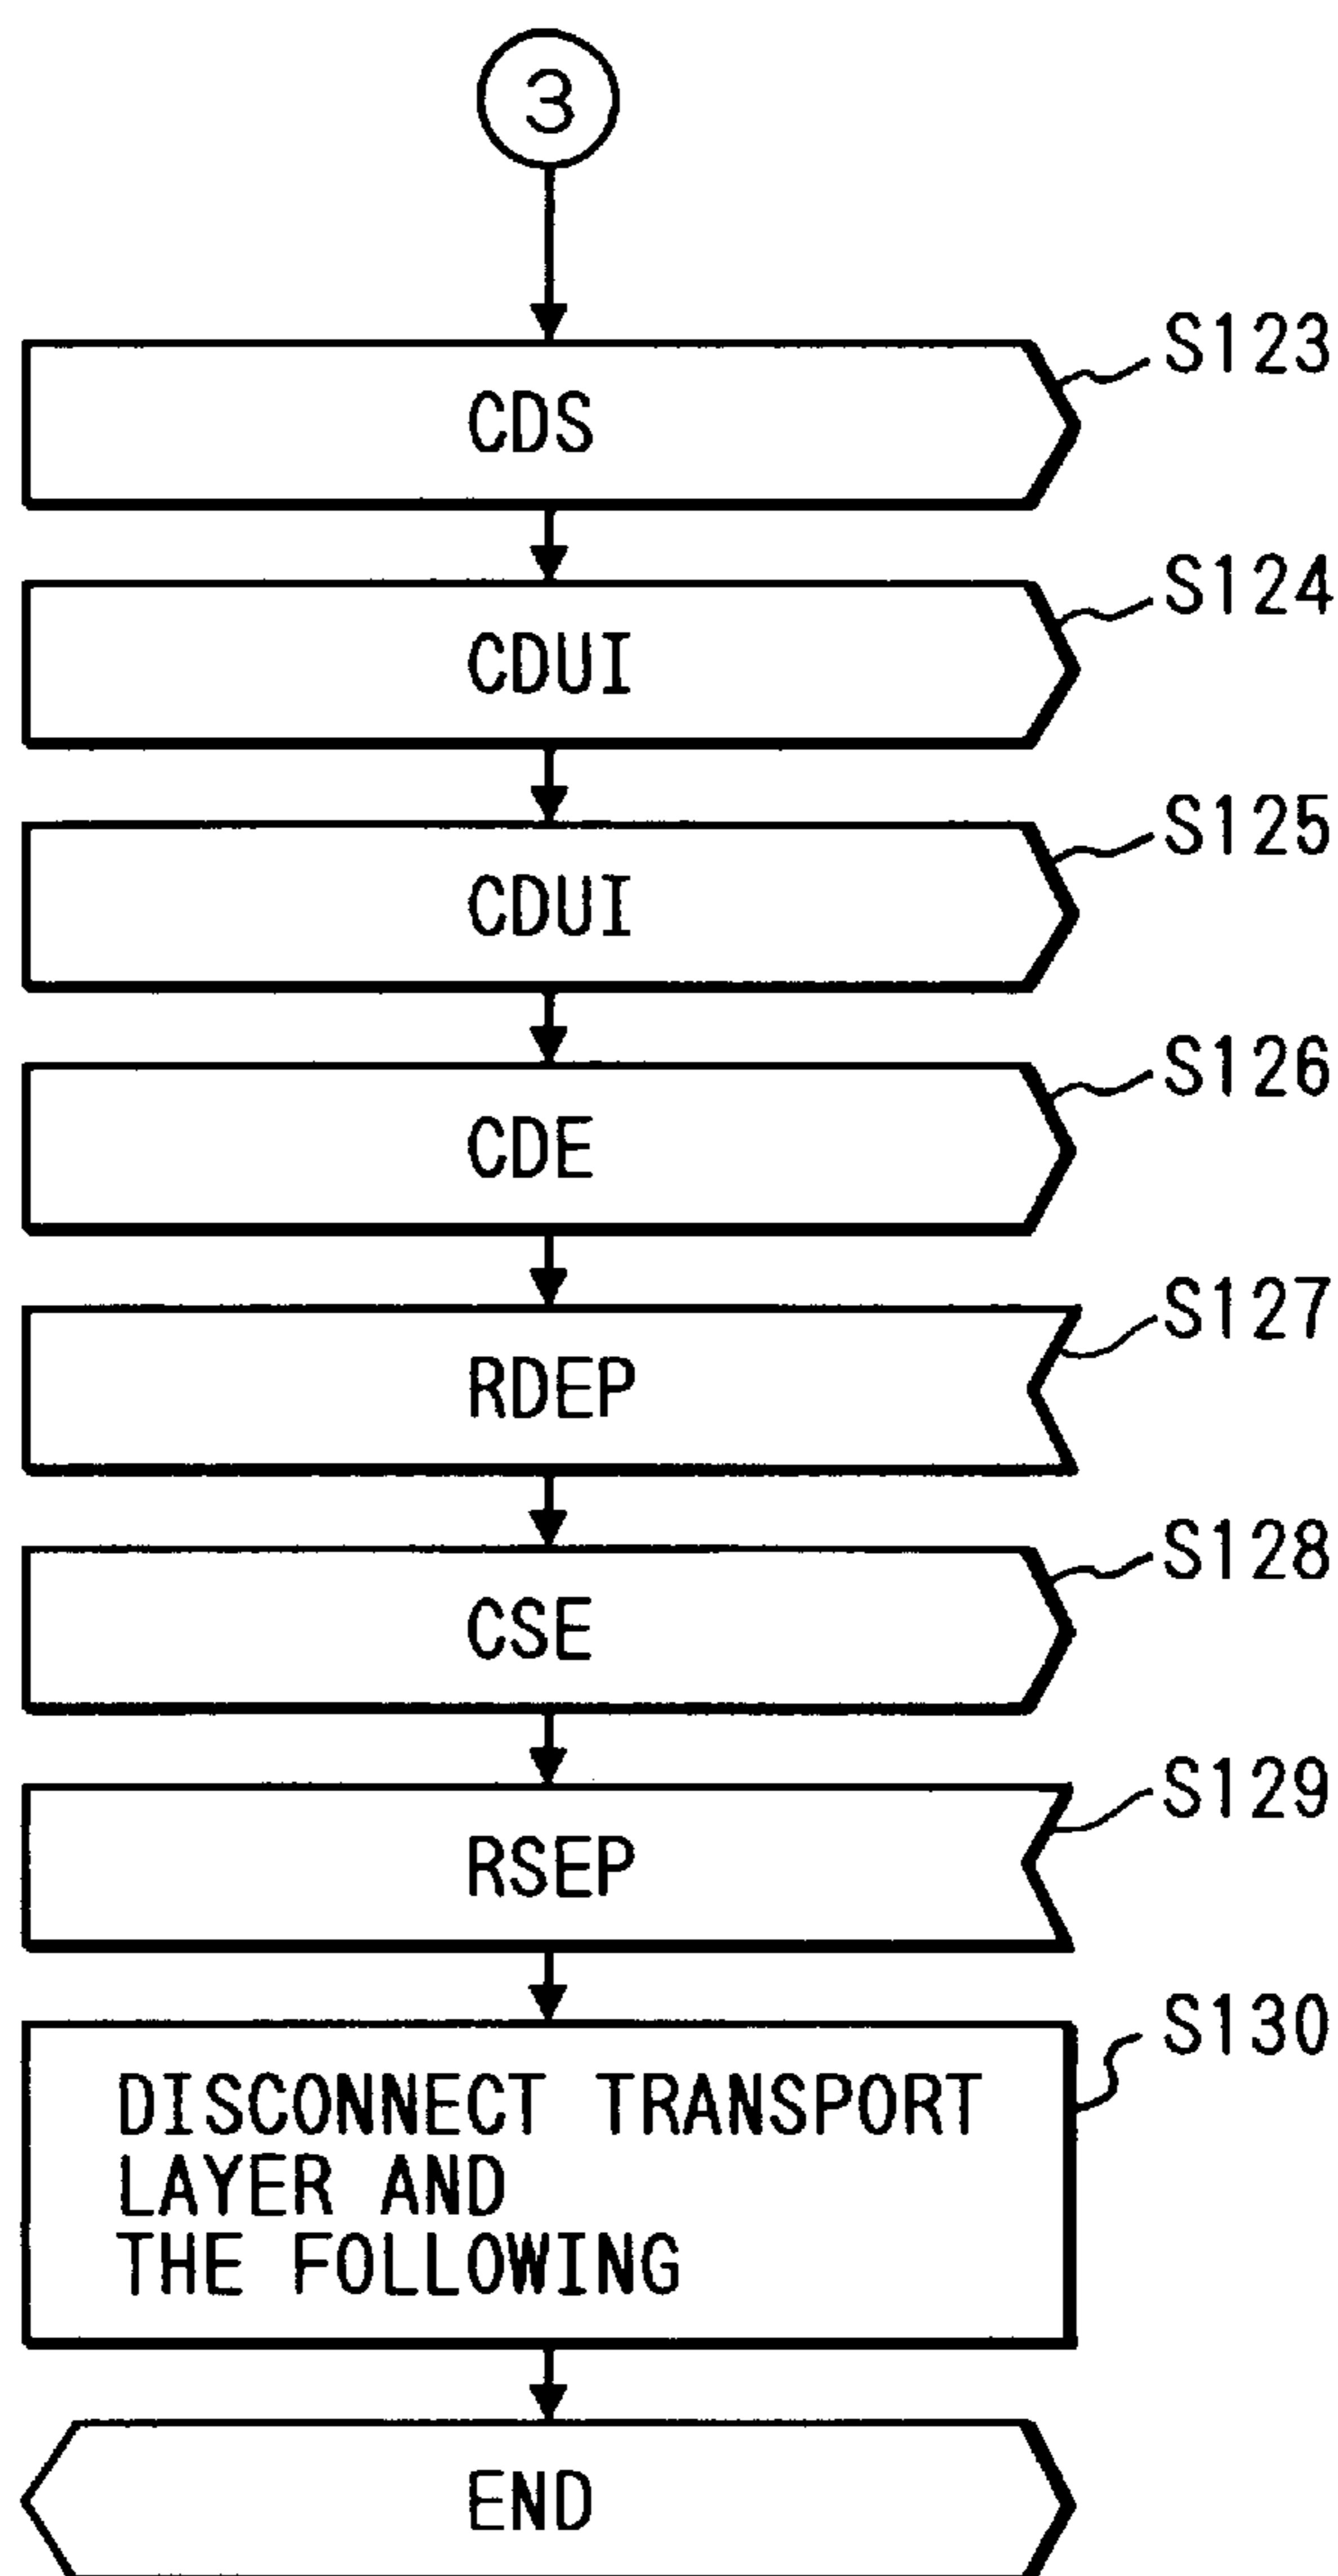 3
S123
CDS
S124
CDUI
S125
CDUI
S126
CDE
S127
RDEP
S128
CSE
S129
RSEP
S130
DISCONNECT TRANSPORT
LAYER AND
THE FOLLOWING
END